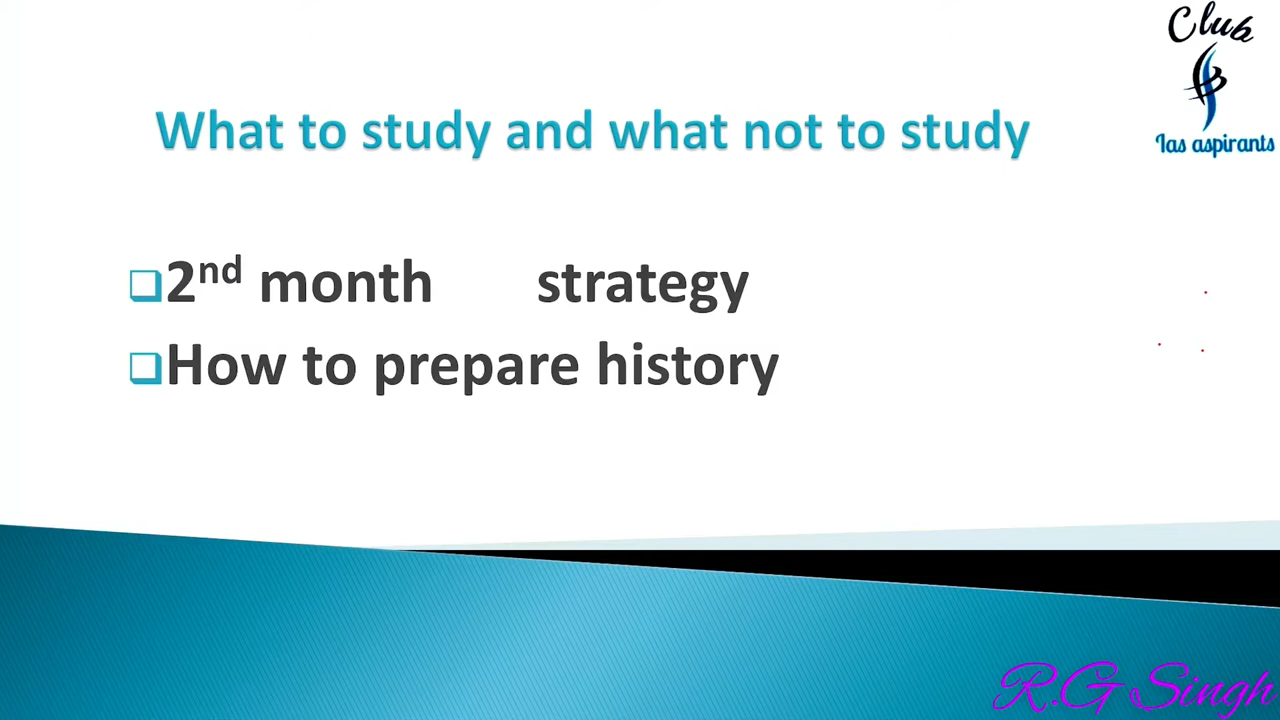 Club
Ias aspirants
What to study and what not to study
2nd month strategy
How to prepare history
R.G Singh